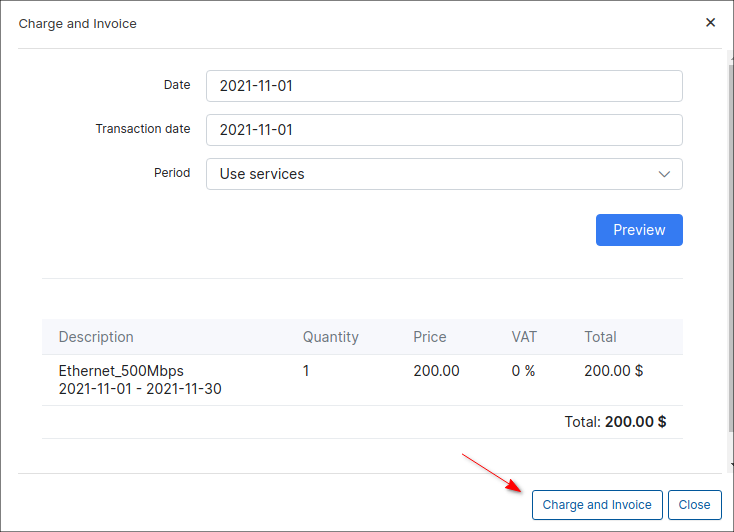 Charge and Invoice
Date 2021-11-01
Transaction date 2021-11-01
Period Use services
Preview
Description Quantity Price VAT Total
Ethernet_500Mbps 1 200.00 0 % 200.00 $
2021-11-01 - 2021-11-30
Total: 200.00 $
Charge and Invoice Close